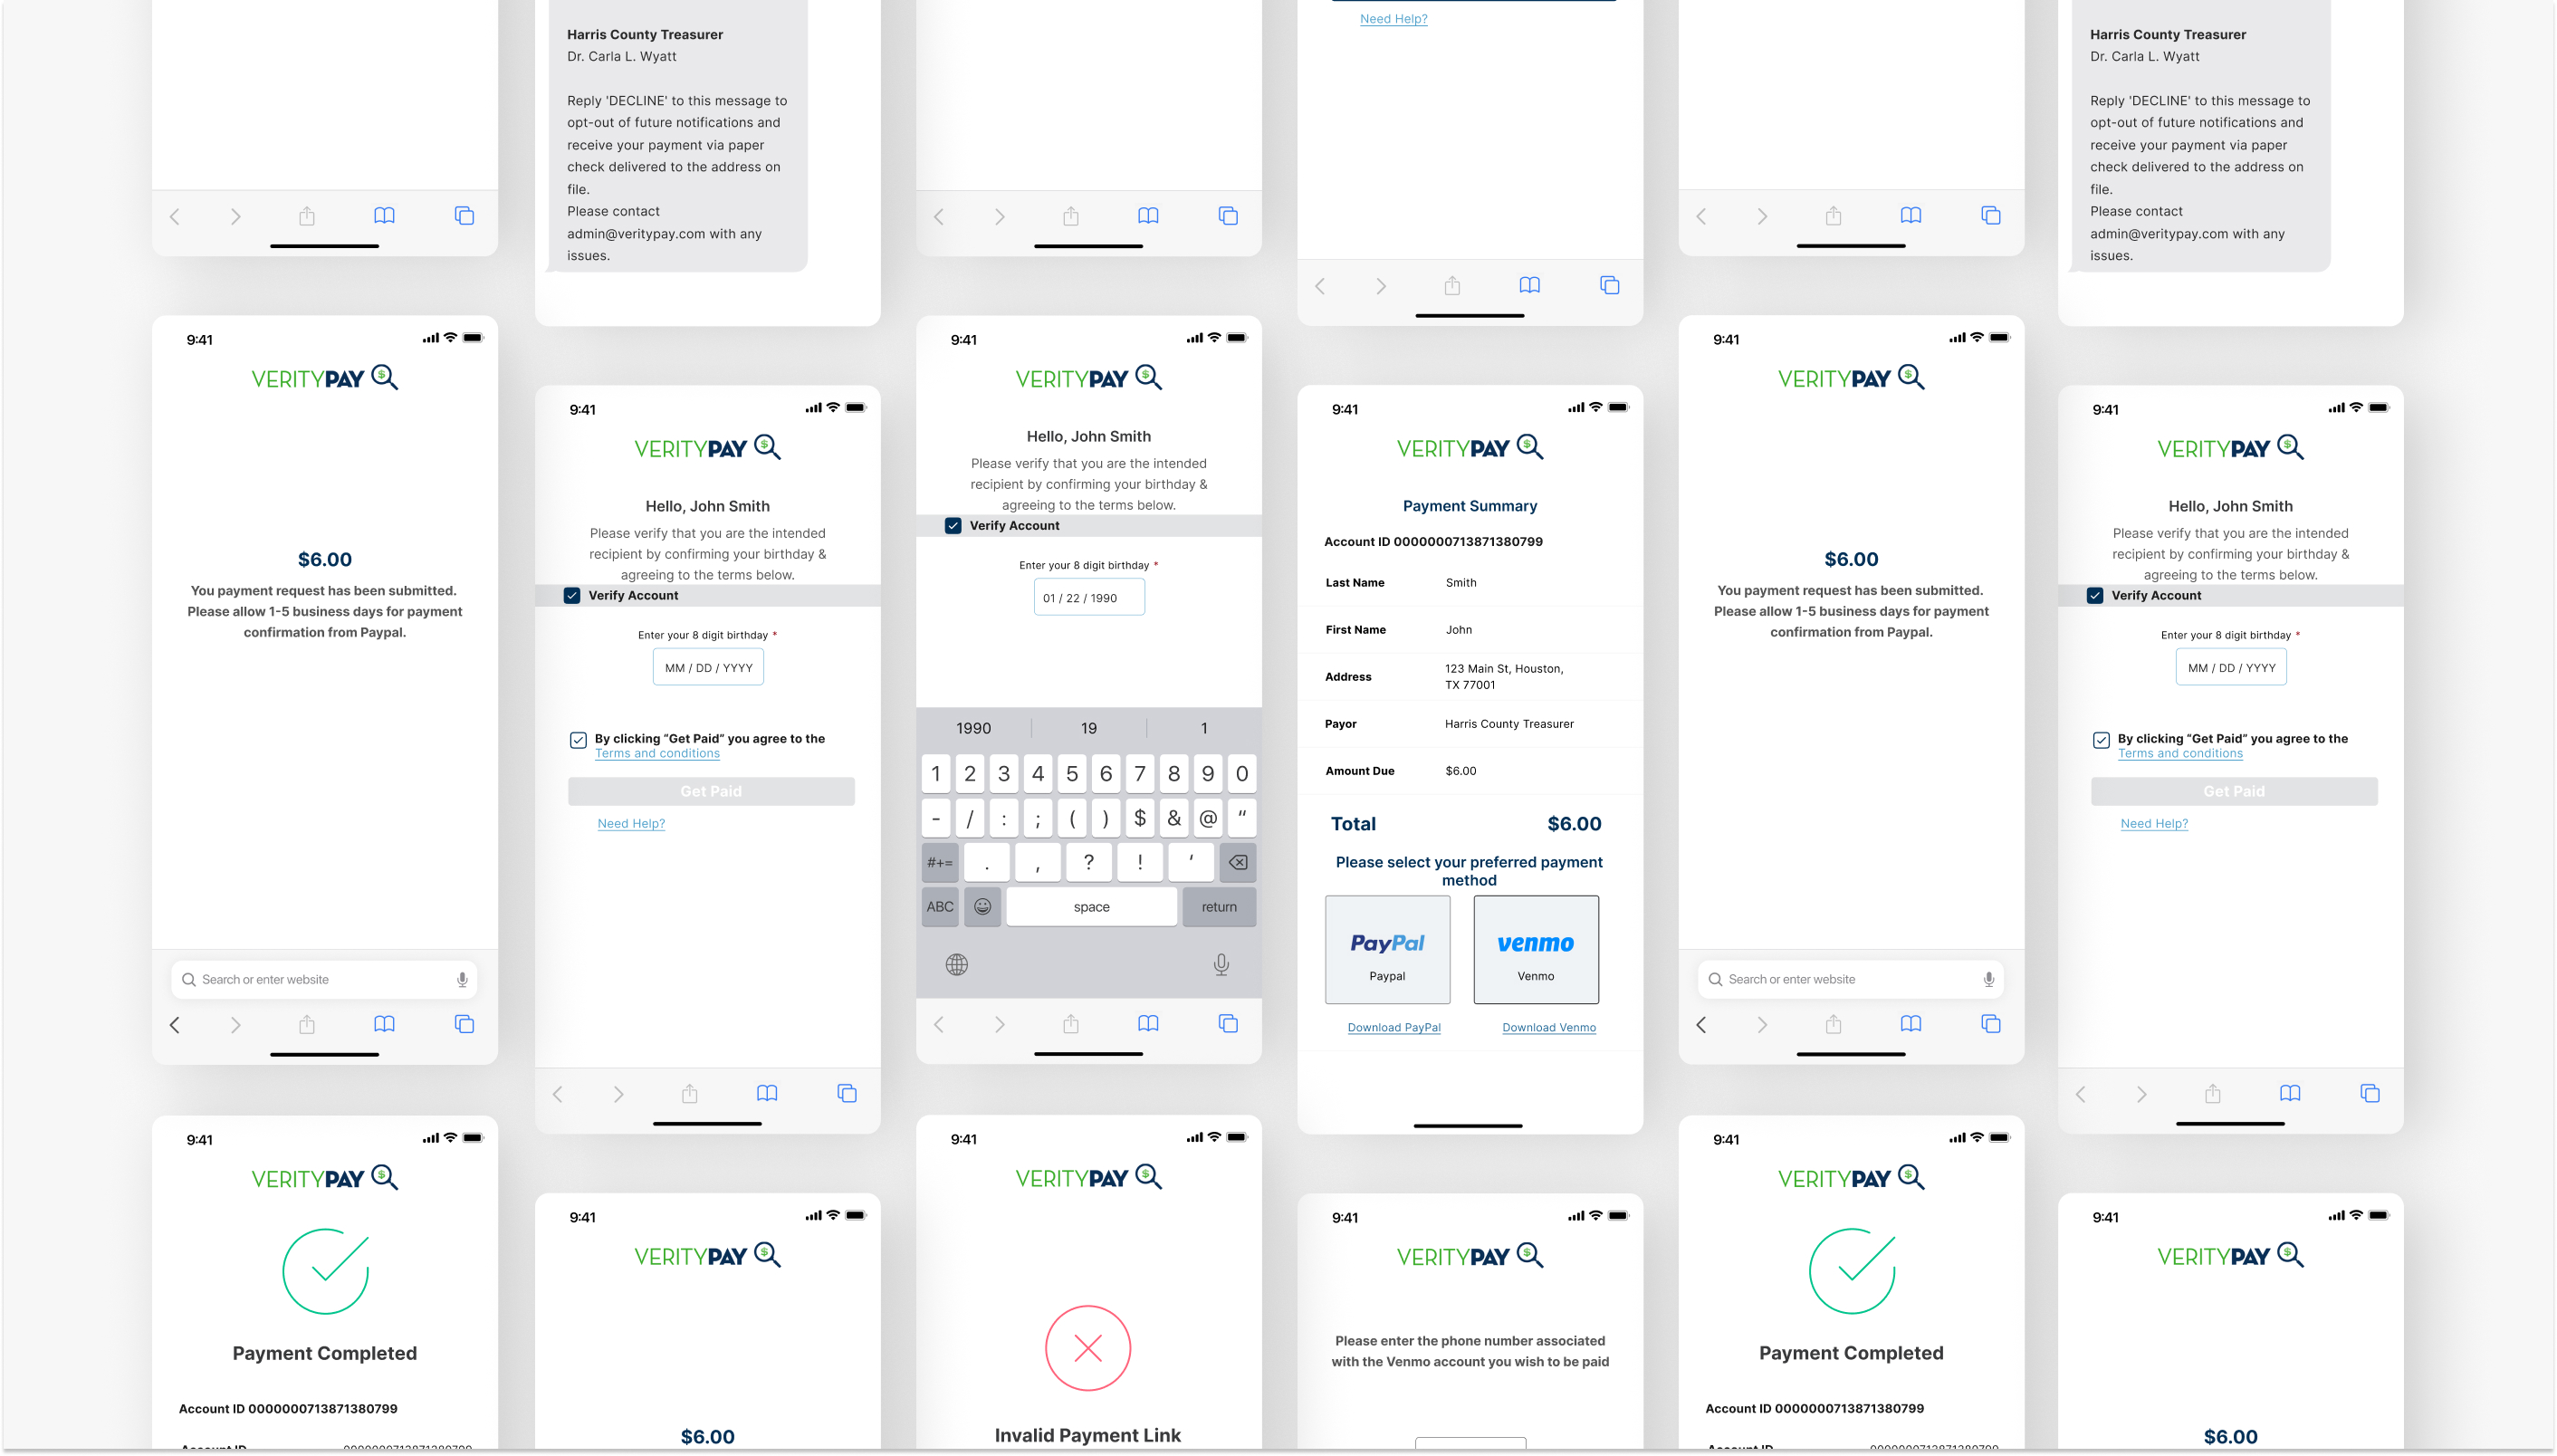 Harris County Treasurer
Dr. Carla L. Wyatt
Reply 'DECLINE' to this message to
opt-out of future notifications and
receive your payment via paper
check delivered to the address on
file.
Please contact
admin@veritypay.com with any
issues.
Need Help?
Harris County Treasurer
Dr. Carla L. Wyatt
Reply 'DECLINE' to this message to
opt-out of future notifications and
receive your payment via paper
check delivered to the address on
file.
Please contact
admin@veritypay.com with any
issues.
9:41
VERITYPAY $
$6.00
You payment request has been submitted.
Please allow 1-5 business days for payment
confirmation from Paypal.
Search or enter website
9:41
VERITYPAY $
Hello, John Smith
Please verify that you are the intended
recipient by confirming your birthday &
agreeing to the terms below.
Verify Account
Enter your 8 digit birthday *
MM / DD / YYYY
By clicking “Get Paid” you agree to the
Terms and conditions
Get Paid
Need Help?
9:41
VERITYPAY $
Hello, John Smith
Please verify that you are the intended
recipient by confirming your birthday &
agreeing to the terms below.
Verify Account
Enter your 8 digit birthday *
01 / 22 / 1990
1990 19 1
1 2 3 4 5 6 7 8 9 0
- / : ; ( ) $ & @ “
#+= . , ? ! ‘
ABC space return
9:41
VERITYPAY $
Payment Summary
Account ID 0000000713871380799
Last Name Smith
First Name John
Address 123 Main St, Houston,
TX 77001
Payor Harris County Treasurer
Amount Due $6.00
Total $6.00
Please select your preferred payment
method
PayPal venmo
Paypal Venmo
Download PayPal Download Venmo
9:41
VERITYPAY $
$6.00
You payment request has been submitted.
Please allow 1-5 business days for payment
confirmation from Paypal.
Search or enter website
9:41
VERITYPAY $
Hello, John Smith
Please verify that you are the intended
recipient by confirming your birthday &
agreeing to the terms below.
Verify Account
Enter your 8 digit birthday *
MM / DD / YYYY
By clicking “Get Paid” you agree to the
Terms and conditions
Get Paid
Need Help?
9:41
VERITYPAY $
Payment Completed
Account ID 0000000713871380799
Account ID 0000000713871380799
9:41
VERITYPAY $
$6.00
9:41
VERITYPAY $
Invalid Payment Link
9:41
VERITYPAY $
Please enter the phone number associated
with the Venmo account you wish to be paid
9:41
VERITYPAY $
Payment Completed
Account ID 0000000713871380799
Account ID 0000000713871380799
9:41
VERITYPAY $
$6.00